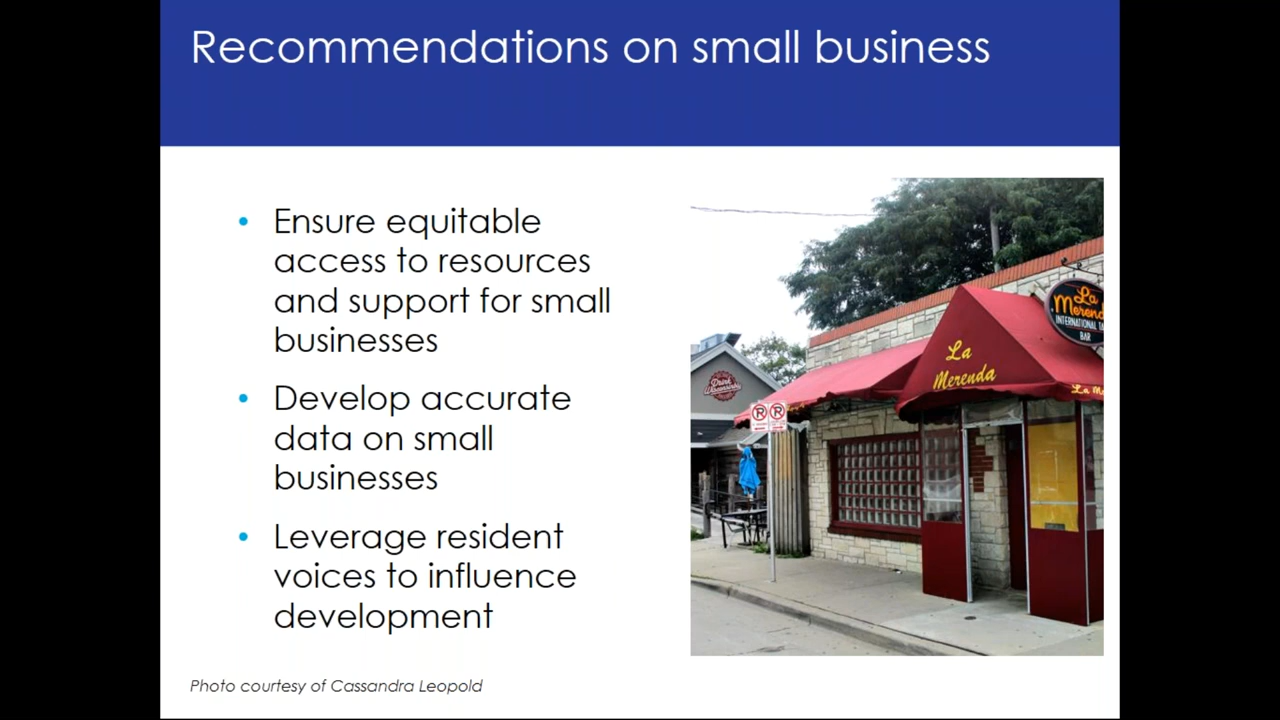 Recommendations on small business
• Ensure equitable
access to resources
and support for small
businesses
• Develop accurate
data on small
businesses
• Leverage resident
voices to influence
development
La
Merenda
INTERNATIONAL
BAR
La
Merenda
La
Drink
Wisconsinbly
Photo courtesy of Cassandra Leopold